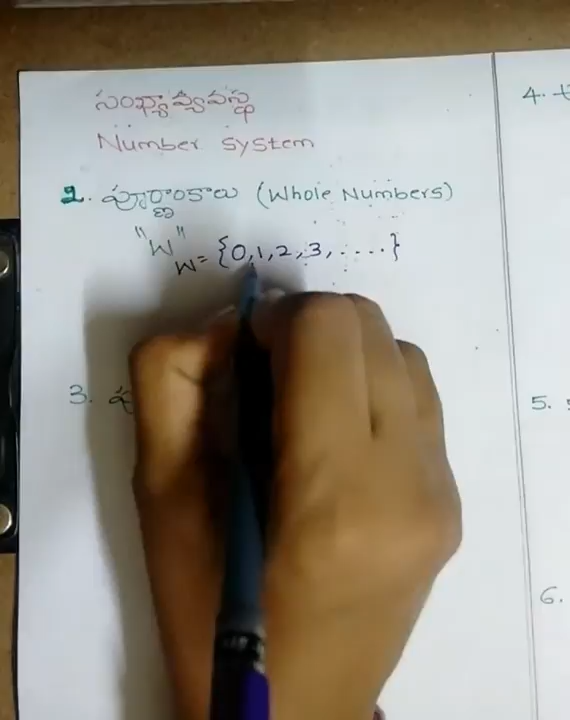 సంఖ్యావ్యవస్థ
Number system
2. పూర్ణాంకాలు (Whole Numbers)
"W"
W = {0,1,2,3,.....}
3.
4.
5.
6.